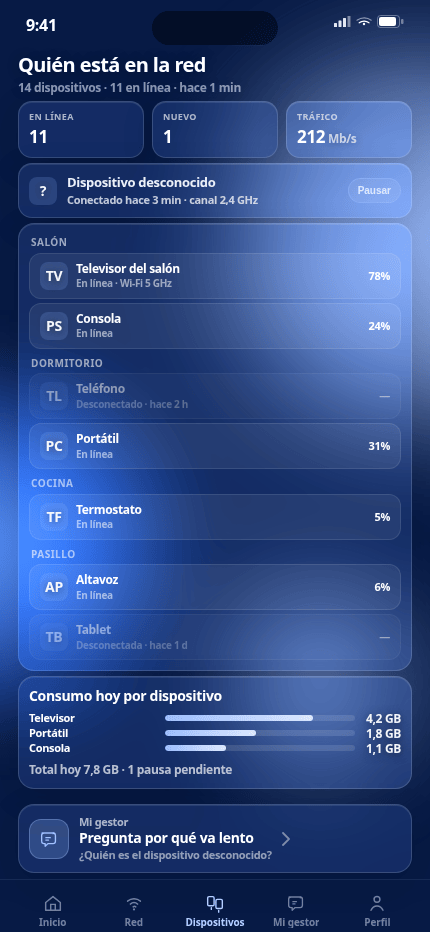 9:41
Quién está en la red
14 dispositivos · 11 en línea · hace 1 min
EN LÍNEA
11
NUEVO
1
TRÁFICO
212 Mb/s
?
Dispositivo desconocido
Conectado hace 3 min · canal 2,4 GHz
Pausar
SALÓN
TV
Televisor del salón
En línea · Wi-Fi 5 GHz
78%
PS
Consola
En línea
24%
DORMITORIO
TL
Teléfono
Desconectado · hace 2 h
—
PC
Portátil
En línea
31%
COCINA
TF
Termostato
En línea
5%
PASILLO
AP
Altavoz
En línea
6%
TB
Tablet
Desconectada · hace 1 d
—
Consumo hoy por dispositivo
Televisor 4,2 GB
Portátil 1,8 GB
Consola 1,1 GB
Total hoy 7,8 GB · 1 pausa pendiente
Mi gestor
Pregunta por qué va lento
¿Quién es el dispositivo desconocido?
Inicio Red Dispositivos Mi gestor Perfil